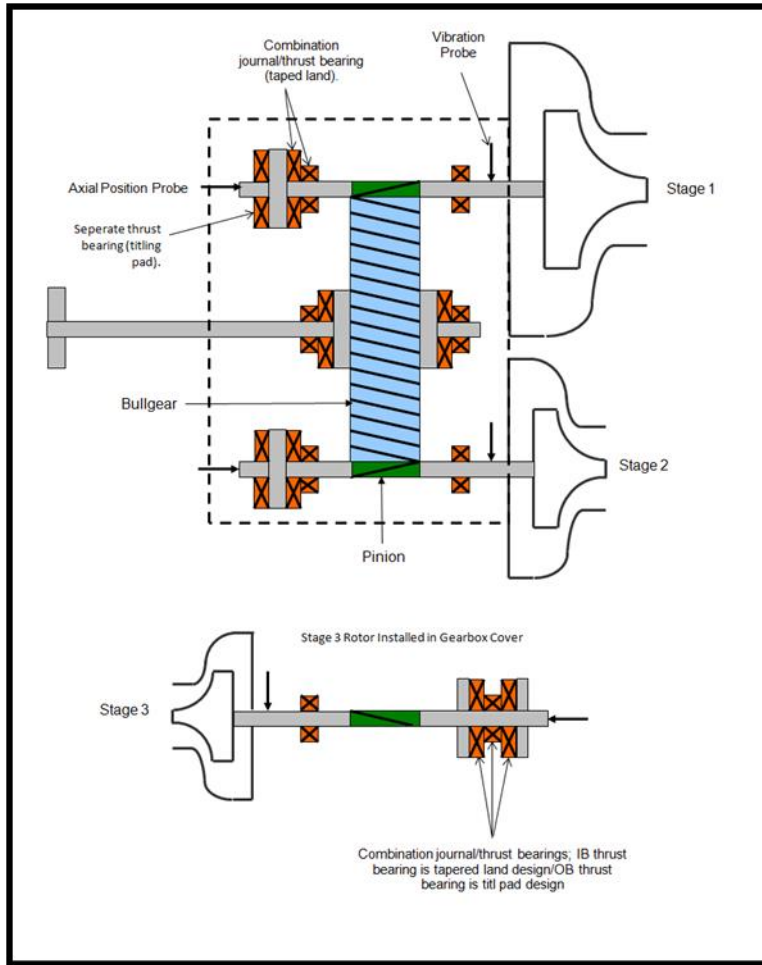 Combination
journal/thrust bearing
(taped land).
Vibration
Probe
Axial Position Probe
Stage 1
Seperate thrust
bearing (titling
pad).
Bullgear
Stage 2
Pinion
Stage 3 Rotor Installed in Gearbox Cover
Stage 3
Combination journal/thrust bearings; IB thrust
bearing is tapered land design/OB thrust
bearing is titl pad design